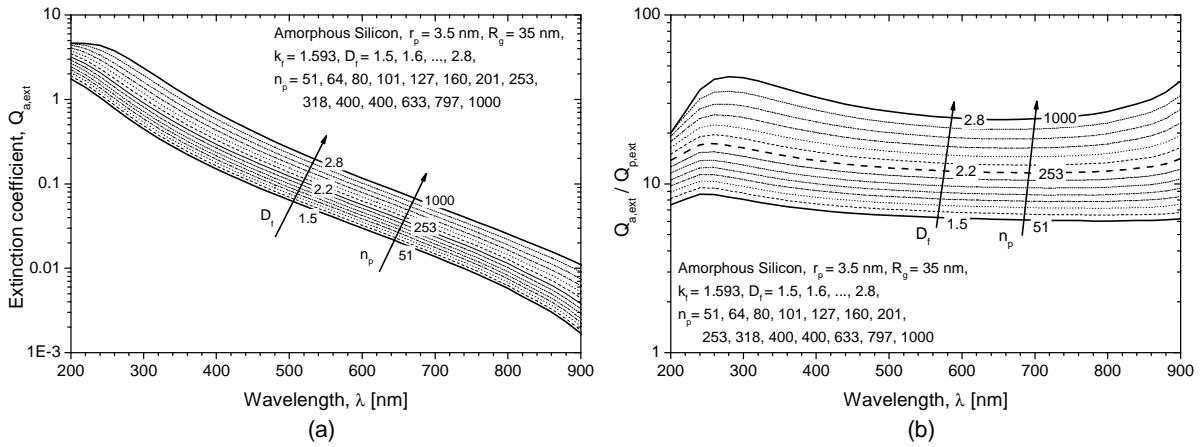 Extinction coefficient, Q_a,ext
10
1
0.1
0.01
1E-3
Amorphous Silicon, r_p = 3.5 nm, R_g = 35 nm,
k_f = 1.593, D_f = 1.5, 1.6, ..., 2.8,
n_p = 51, 64, 80, 101, 127, 160, 201, 253,
318, 400, 400, 633, 797, 1000
2.8
2.2
1.5
D_f
1000
253
51
n_p
200 300 400 500 600 700 800 900
Wavelength, λ [nm]
(a)
Q_a,ext / Q_p,ext
100
10
1
2.8
2.2
1.5
D_f
1000
253
51
n_p
Amorphous Silicon, r_p = 3.5 nm, R_g = 35 nm,
k_f = 1.593, D_f = 1.5, 1.6, ..., 2.8,
n_p = 51, 64, 80, 101, 127, 160, 201,
253, 318, 400, 400, 633, 797, 1000
200 300 400 500 600 700 800 900
Wavelength, λ [nm]
(b)